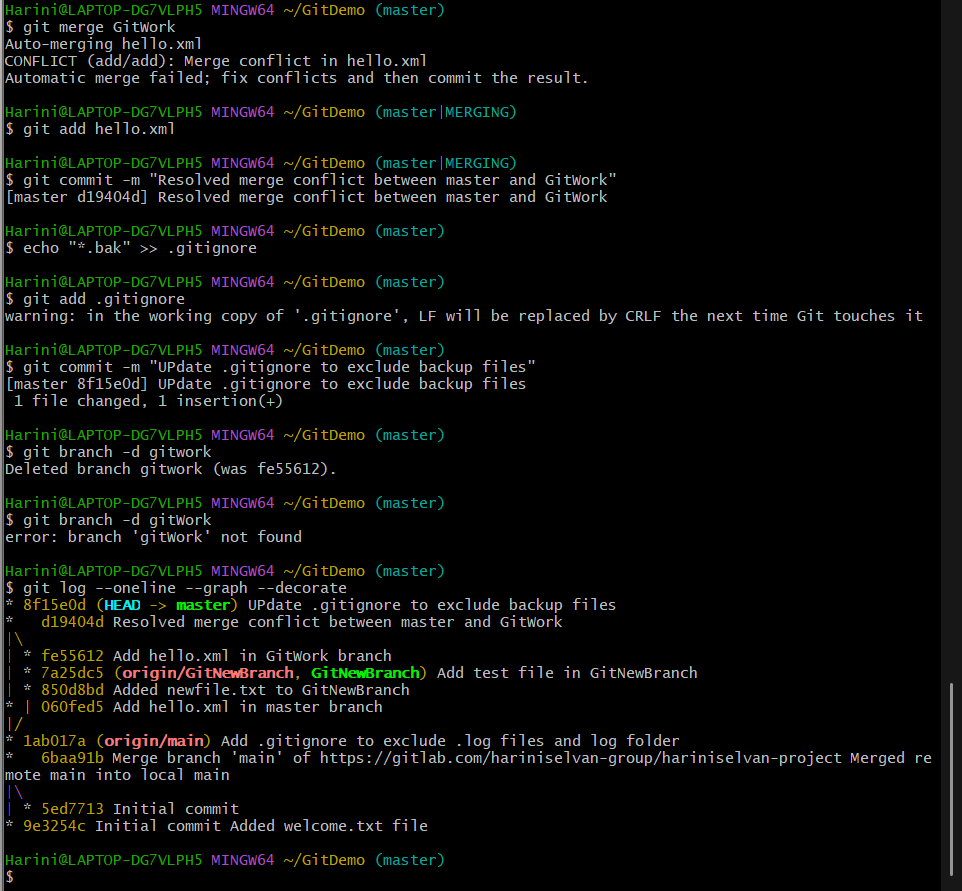 Harini@LAPTOP-DG7VLPH5 MINGW64 ~/GitDemo (master)
$ git merge GitWork
Auto-merging hello.xml
CONFLICT (add/add): Merge conflict in hello.xml
Automatic merge failed; fix conflicts and then commit the result.

Harini@LAPTOP-DG7VLPH5 MINGW64 ~/GitDemo (master|MERGING)
$ git add hello.xml

Harini@LAPTOP-DG7VLPH5 MINGW64 ~/GitDemo (master|MERGING)
$ git commit -m "Resolved merge conflict between master and GitWork"
[master d19404d] Resolved merge conflict between master and GitWork

Harini@LAPTOP-DG7VLPH5 MINGW64 ~/GitDemo (master)
$ echo "*.bak" >> .gitignore

Harini@LAPTOP-DG7VLPH5 MINGW64 ~/GitDemo (master)
$ git add .gitignore
warning: in the working copy of '.gitignore', LF will be replaced by CRLF the next time Git touches it

Harini@LAPTOP-DG7VLPH5 MINGW64 ~/GitDemo (master)
$ git commit -m "UPdate .gitignore to exclude backup files"
[master 8f15e0d] UPdate .gitignore to exclude backup files
 1 file changed, 1 insertion(+)

Harini@LAPTOP-DG7VLPH5 MINGW64 ~/GitDemo (master)
$ git branch -d gitwork
Deleted branch gitwork (was fe55612).

Harini@LAPTOP-DG7VLPH5 MINGW64 ~/GitDemo (master)
$ git branch -d gitWork
error: branch 'gitWork' not found

Harini@LAPTOP-DG7VLPH5 MINGW64 ~/GitDemo (master)
$ git log --oneline --graph --decorate
* 8f15e0d (HEAD -> master) UPdate .gitignore to exclude backup files
*   d19404d Resolved merge conflict between master and GitWork
|\
| * fe55612 Add hello.xml in GitWork branch
| * 7a25dc5 (origin/GitNewBranch, GitNewBranch) Add test file in GitNewBranch
| * 850d8bd Added newfile.txt to GitNewBranch
* | 060fed5 Add hello.xml in master branch
|/
* 1ab017a (origin/main) Add .gitignore to exclude .log files and log folder
*   6baa91b Merge branch 'main' of https://gitlab.com/hariniselvan-group/hariniselvan-project Merged re
mote main into local main
|\
| * 5ed7713 Initial commit
* 9e3254c Initial commit Added welcome.txt file

Harini@LAPTOP-DG7VLPH5 MINGW64 ~/GitDemo (master)
$